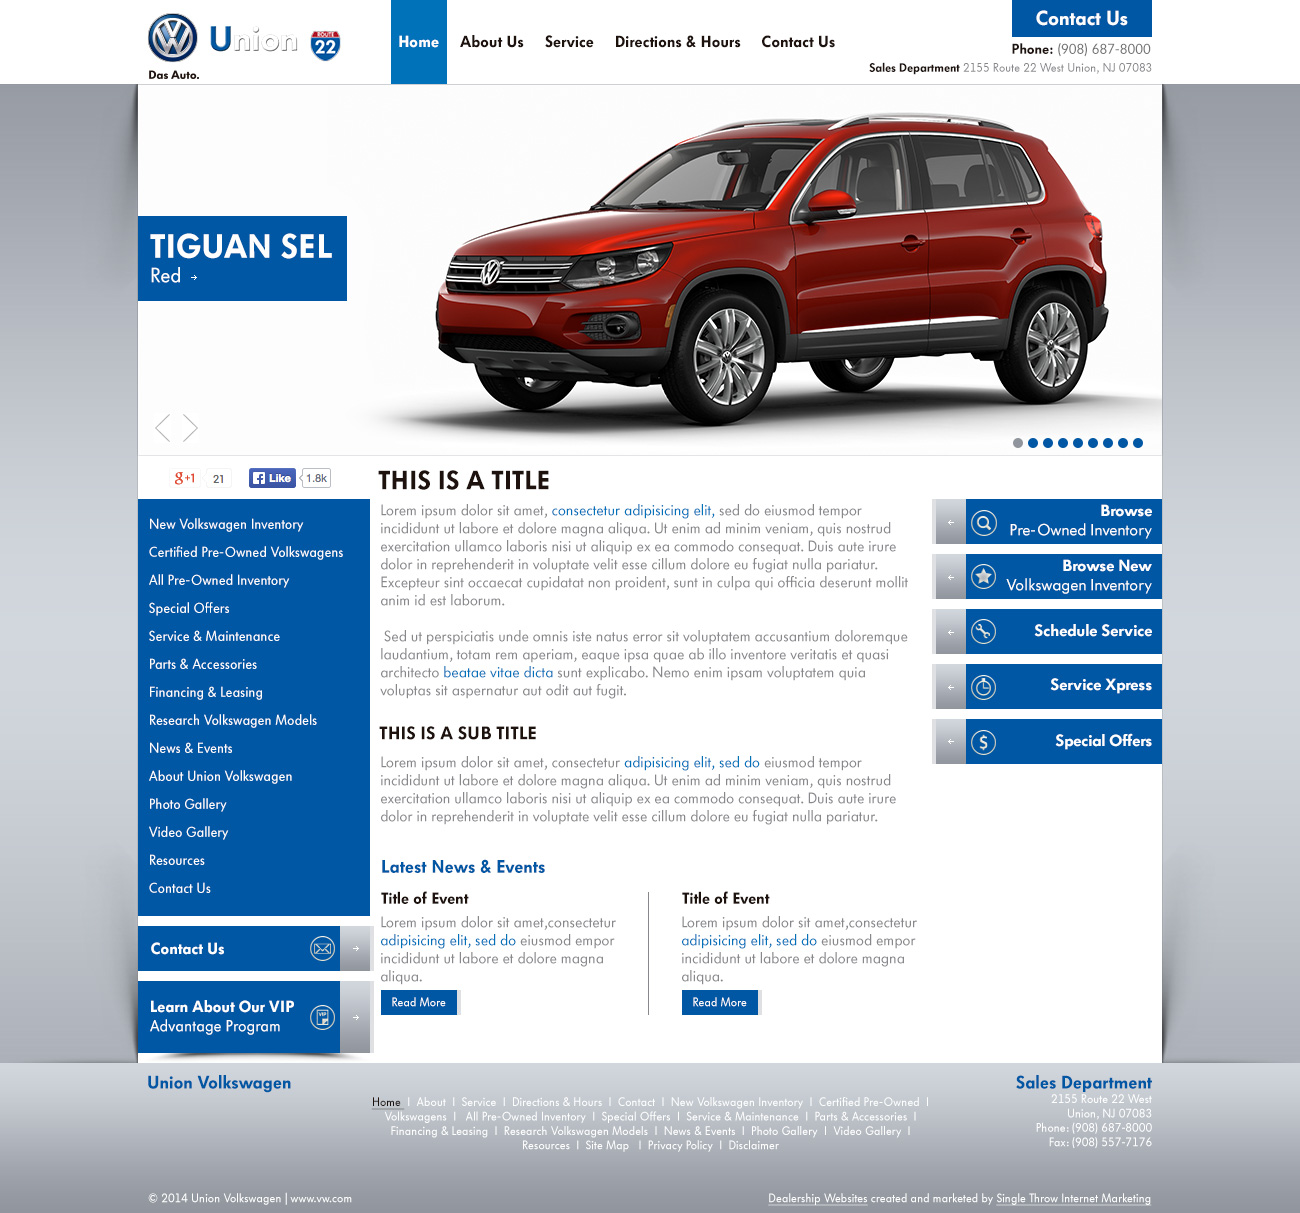 Das Auto.
Union
ROUTE
22
Home
About Us
Service
Directions & Hours
Contact Us
Contact Us
Phone: (908) 687-8000
Sales Department 2155 Route 22 West Union, NJ 07083
TIGUAN SEL
Red
g+1
21
Like
1.8k
New Volkswagen Inventory
Certified Pre-Owned Volkswagens
All Pre-Owned Inventory
Special Offers
Service & Maintenance
Parts & Accessories
Financing & Leasing
Research Volkswagen Models
News & Events
About Union Volkswagen
Photo Gallery
Video Gallery
Resources
Contact Us
Contact Us
Learn About Our VIP
Advantage Program
VIP
THIS IS A TITLE
Lorem ipsum dolor sit amet, consectetur adipisicing elit, sed do eiusmod tempor
incididunt ut labore et dolore magna aliqua. Ut enim ad minim veniam, quis nostrud
exercitation ullamco laboris nisi ut aliquip ex ea commodo consequat. Duis aute irure
dolor in reprehenderit in voluptate velit esse cillum dolore eu fugiat nulla pariatur.
Excepteur sint occaecat cupidatat non proident, sunt in culpa qui officia deserunt mollit
anim id est laborum.
Sed ut perspiciatis unde omnis iste natus error sit voluptatem accusantium doloremque
laudantium, totam rem aperiam, eaque ipsa quae ab illo inventore veritatis et quasi
architecto beatae vitae dicta sunt explicabo. Nemo enim ipsam voluptatem quia
voluptas sit aspernatur aut odit aut fugit.
THIS IS A SUB TITLE
Lorem ipsum dolor sit amet, consectetur adipisicing elit, sed do eiusmod tempor
incididunt ut labore et dolore magna aliqua. Ut enim ad minim veniam, quis nostrud
exercitation ullamco laboris nisi ut aliquip ex ea commodo consequat. Duis aute irure
dolor in reprehenderit in voluptate velit esse cillum dolore eu fugiat nulla pariatur.
Latest News & Events
Title of Event
Lorem ipsum dolor sit amet,consectetur
adipisicing elit, sed do eiusmod empor
incididunt ut labore et dolore magna
aliqua.
Read More
Title of Event
Lorem ipsum dolor sit amet,consectetur
adipisicing elit, sed do eiusmod empor
incididunt ut labore et dolore magna
aliqua.
Read More
Browse
Pre-Owned Inventory
Browse New
Volkswagen Inventory
Schedule Service
Service Xpress
$
Special Offers
Union Volkswagen
Home | About | Service | Directions & Hours | Contact | New Volkswagen Inventory | Certified Pre-Owned |
Volkswagens | All Pre-Owned Inventory | Special Offers | Service & Maintenance | Parts & Accessories |
Financing & Leasing | Research Volkswagen Models | News & Events | Photo Gallery | Video Gallery |
Resources | Site Map | Privacy Policy | Disclaimer
Sales Department
2155 Route 22 West
Union, NJ 07083
Phone: (908) 687-8000
Fax: (908) 557-7176
© 2014 Union Volkswagen | www.vw.com
Dealership Websites created and marketed by Single Throw Internet Marketing